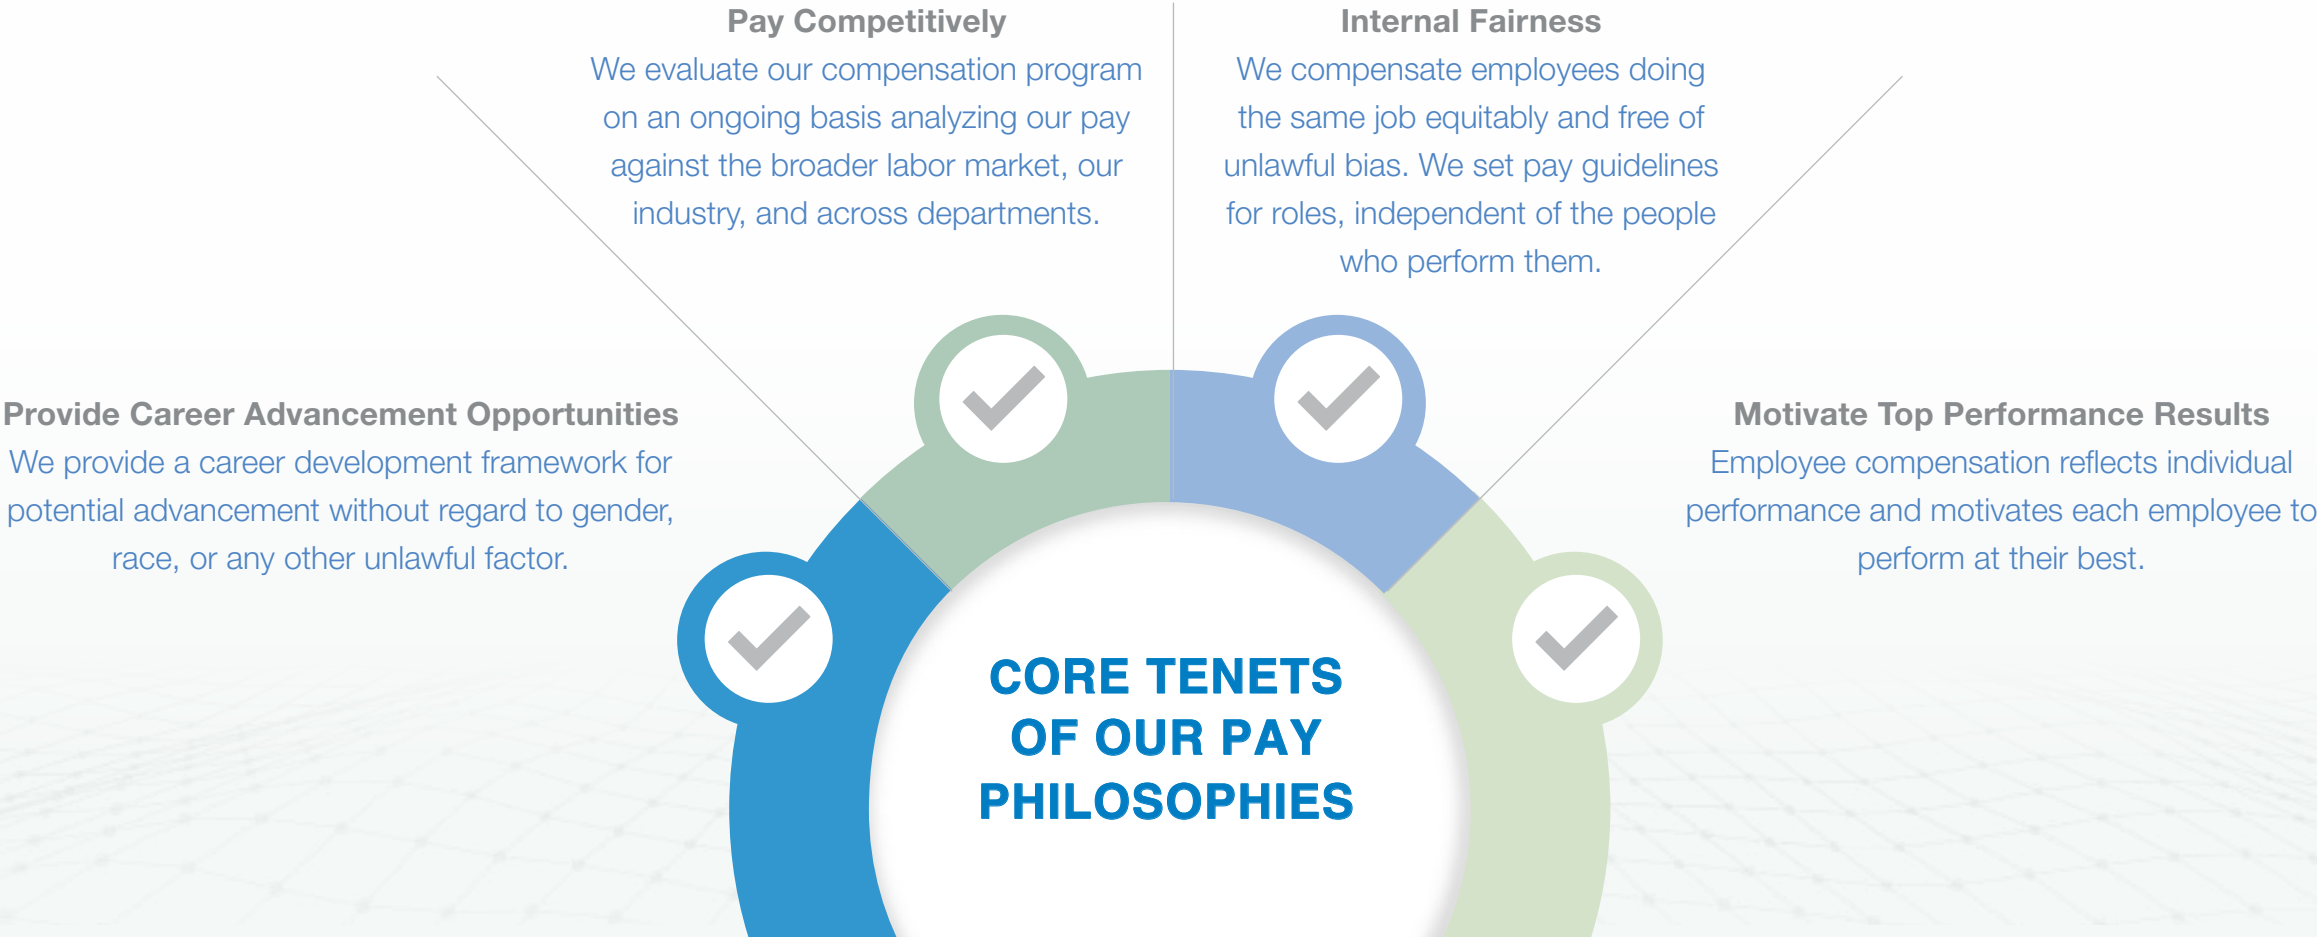 Pay Competitively
We evaluate our compensation program
on an ongoing basis analyzing our pay
against the broader labor market, our
industry, and across departments.
Internal Fairness
We compensate employees doing
the same job equitably and free of
unlawful bias. We set pay guidelines
for roles, independent of the people
who perform them.
Provide Career Advancement Opportunities
We provide a career development framework for
potential advancement without regard to gender,
race, or any other unlawful factor.
Motivate Top Performance Results
Employee compensation reflects individual
performance and motivates each employee to
perform at their best.
CORE TENETS
OF OUR PAY
PHILOSOPHIES